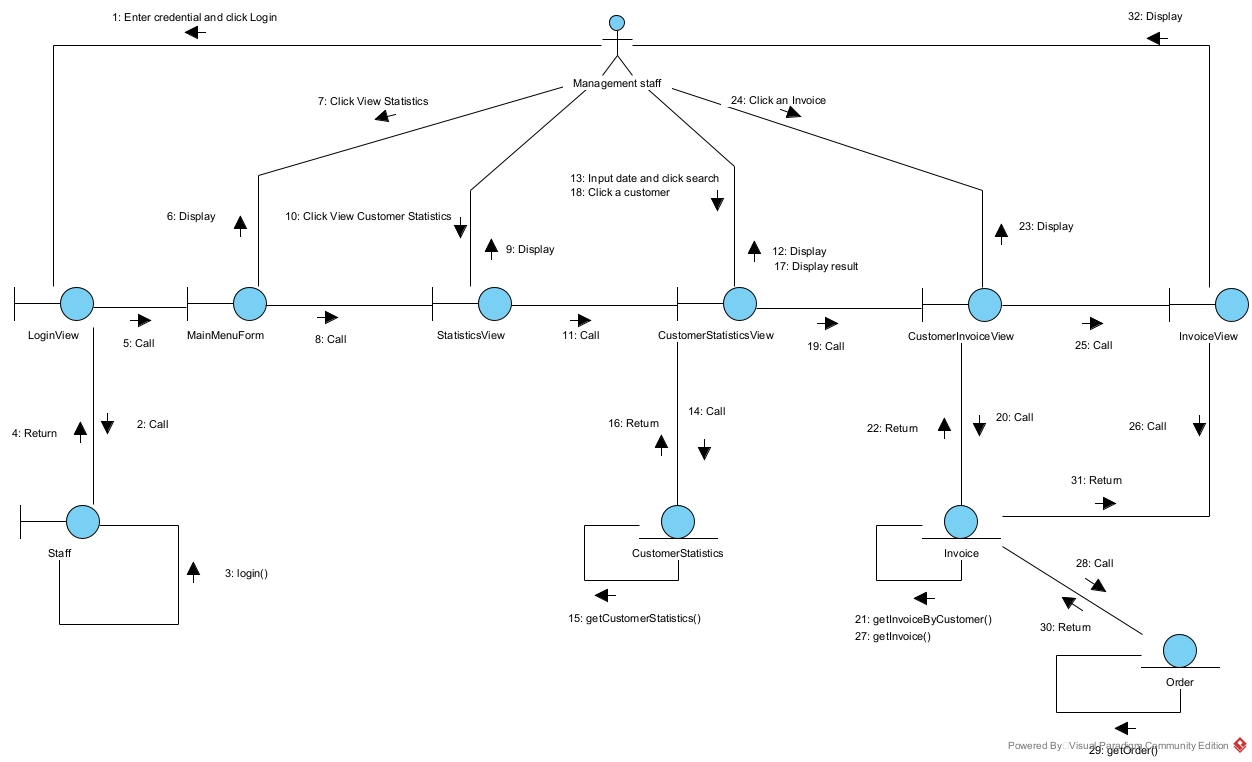 1: Enter credential and click Login
32: Display
Management staff
7: Click View Statistics
24: Click an Invoice
13: Input date and click search
18: Click a customer
6: Display
10: Click View Customer Statistics
9: Display
12: Display
17: Display result
23: Display
LoginView
MainMenuForm
StatisticsView
CustomerStatisticsView
CustomerInvoiceView
InvoiceView
5: Call
8: Call
11: Call
19: Call
25: Call
4: Return
2: Call
16: Return
14: Call
22: Return
20: Call
26: Call
31: Return
Staff
CustomerStatistics
Invoice
3: login()
28: Call
15: getCustomerStatistics()
21: getInvoiceByCustomer()
27: getInvoice()
30: Return
Order
Powered By Visual Paradigm Community Edition
29: getOrder()